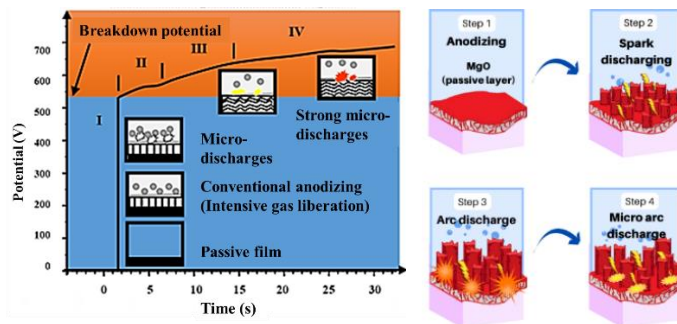 Breakdown potential
I
II
III
IV
Micro-
discharges
Strong micro-
discharges
Conventional anodizing
(Intensive gas liberation)
Passive film
Potential (V)
700
600
500
400
300
200
100
0
0
5
10
15
20
25
30
Time (s)
Step 1
Anodizing
MgO
(passive layer)
Step 2
Spark
discharging
Step 3
Arc discharge
Step 4
Micro arc
discharge